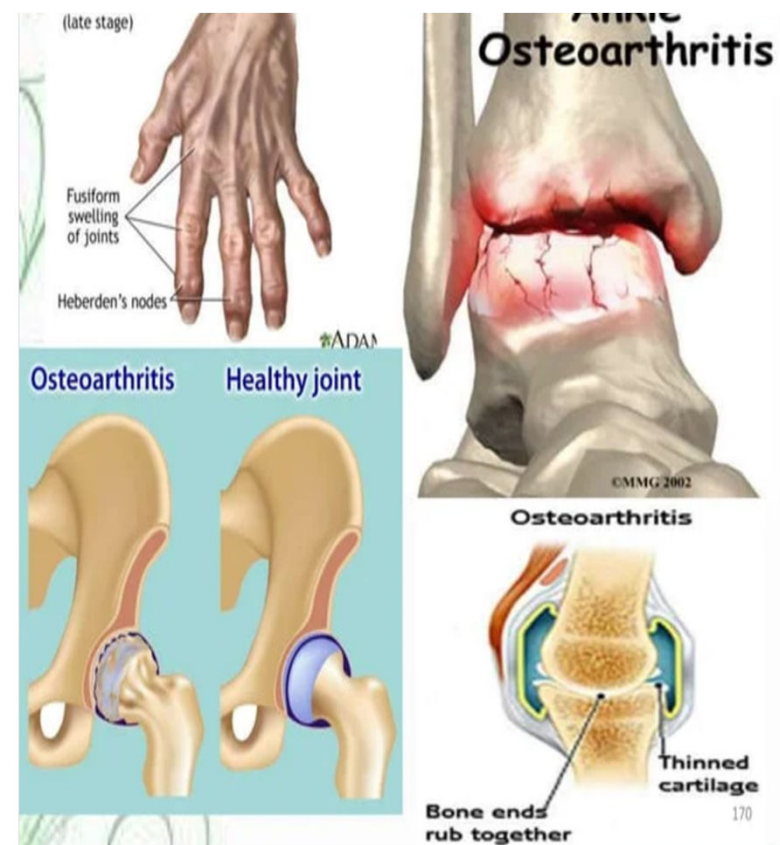 (late stage)
Fusiform
swelling
of joints
Heberden's nodes
Ankle
Osteoarthritis
©MMG 2002
Osteoarthritis
Healthy joint
Osteoarthritis
Thinned
cartilage
Bone ends
rub together
170